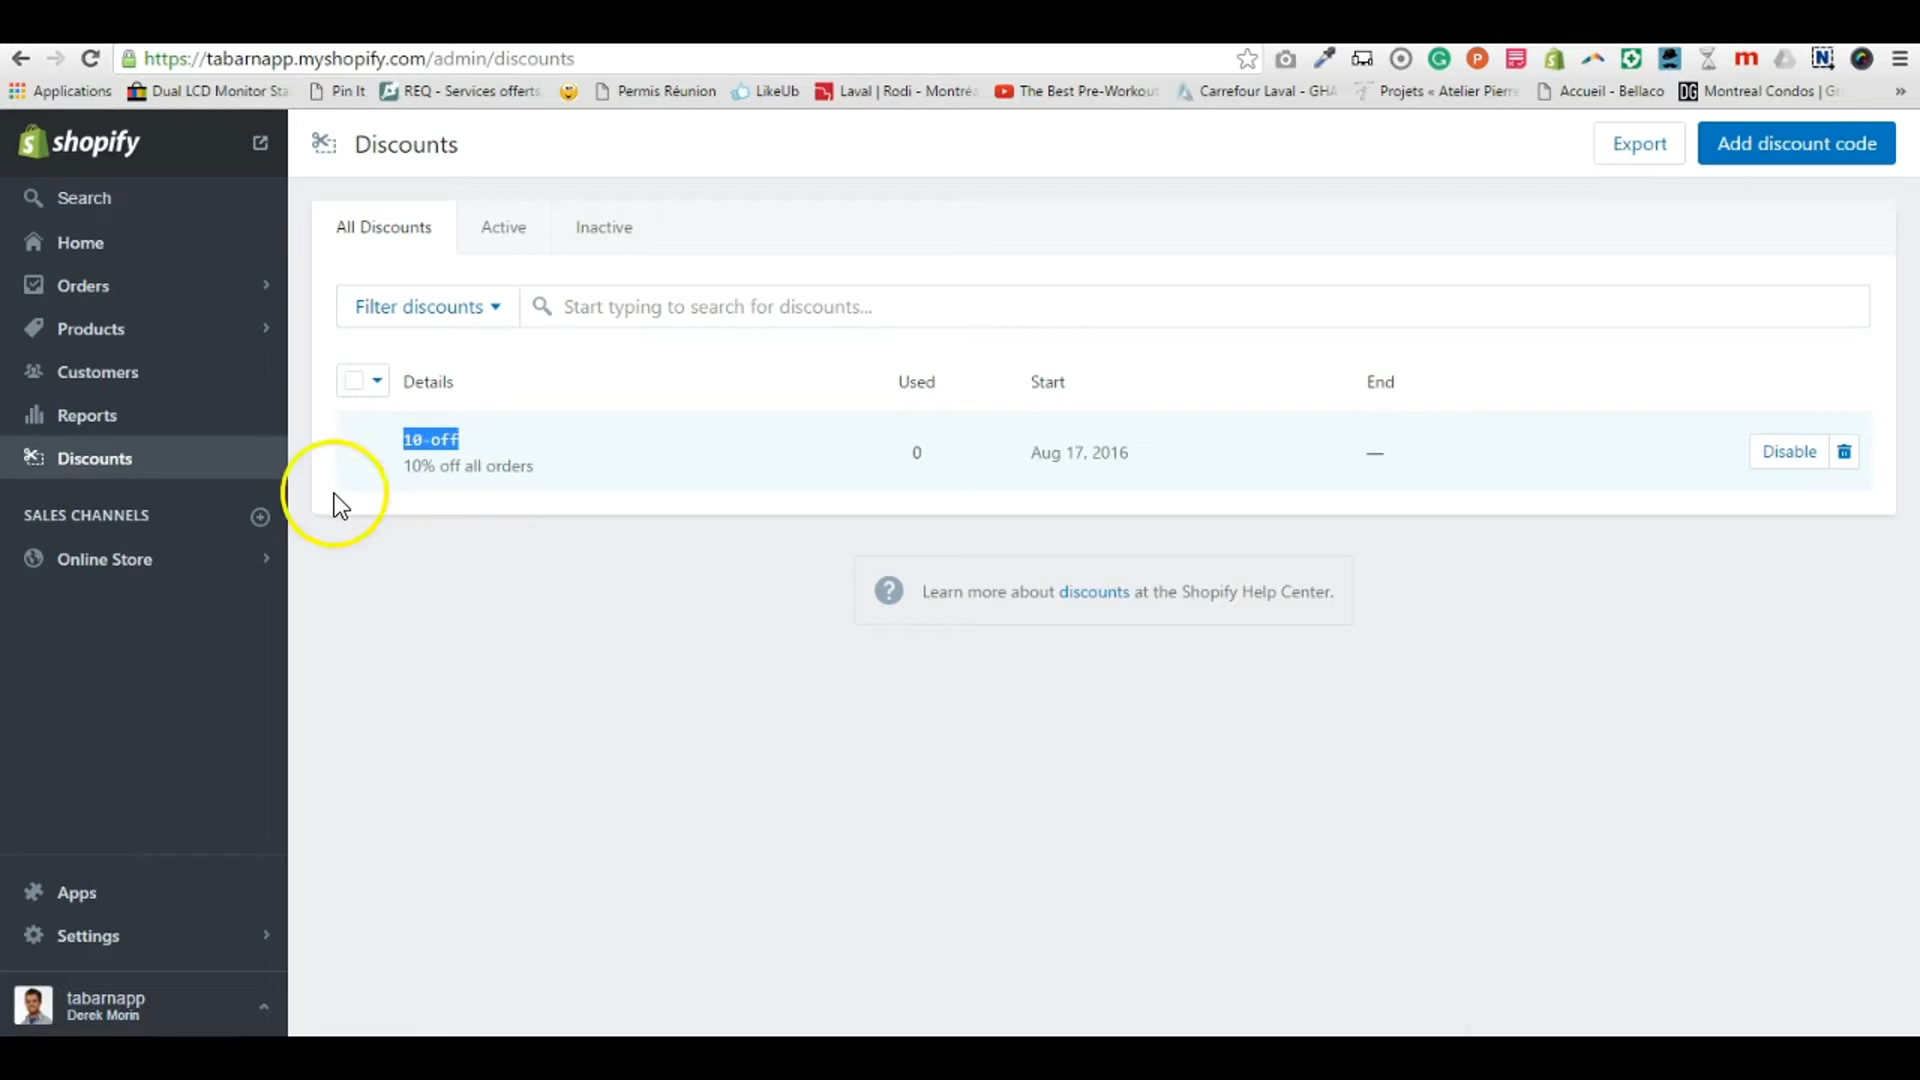 https://tabarnapp.myshopify.com/admin/discounts
Applications Dual LCD Monitor Sta Pin It REQ - Services offerts Permis Réunion LikeUb Laval | Rodi - Montréa The Best Pre-Workout Carrefour Laval - GHA Projets « Atelier Pierre Accueil - Bellaco DG Montreal Condos | Gr »
shopify
Discounts
Export
Add discount code
Search
Home
Orders
Products
Customers
Reports
Discounts
SALES CHANNELS
Online Store
Apps
Settings
tabarnapp
Derek Morin
All Discounts Active Inactive
Filter discounts Start typing to search for discounts...
Details Used Start End
10-off
10% off all orders
0 Aug 17, 2016 — Disable
Learn more about discounts at the Shopify Help Center.